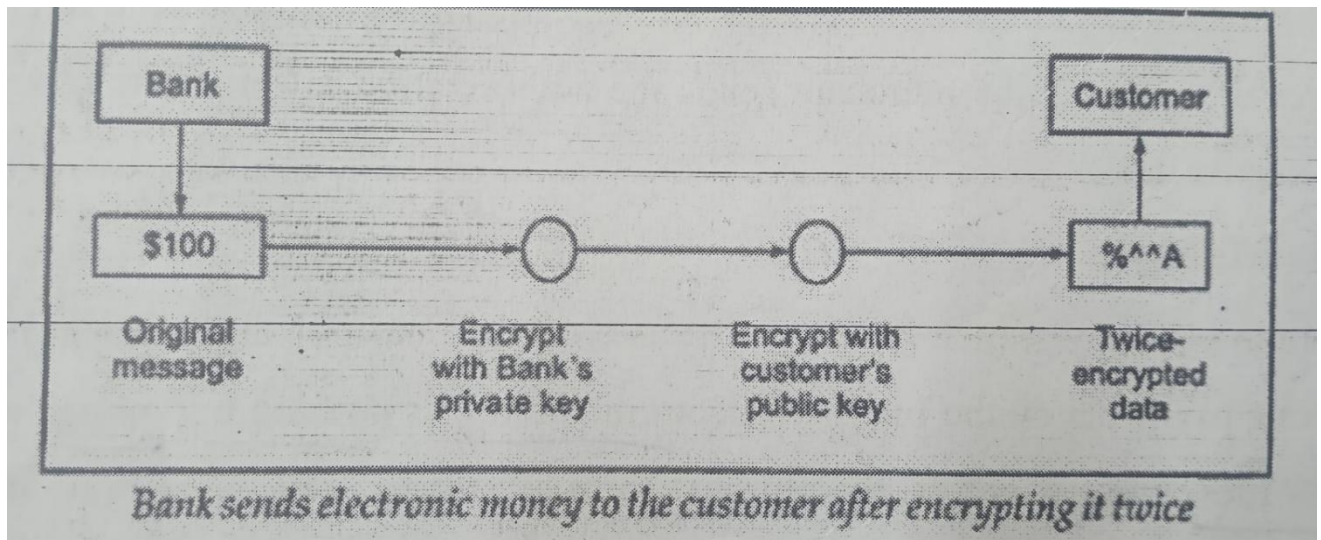 Bank
Customer
$100
%^^A
Original
message
Encrypt
with Bank's
private key
Encrypt with
customer's
public key
Twice-
encrypted
data
Bank sends electronic money to the customer after encrypting it twice